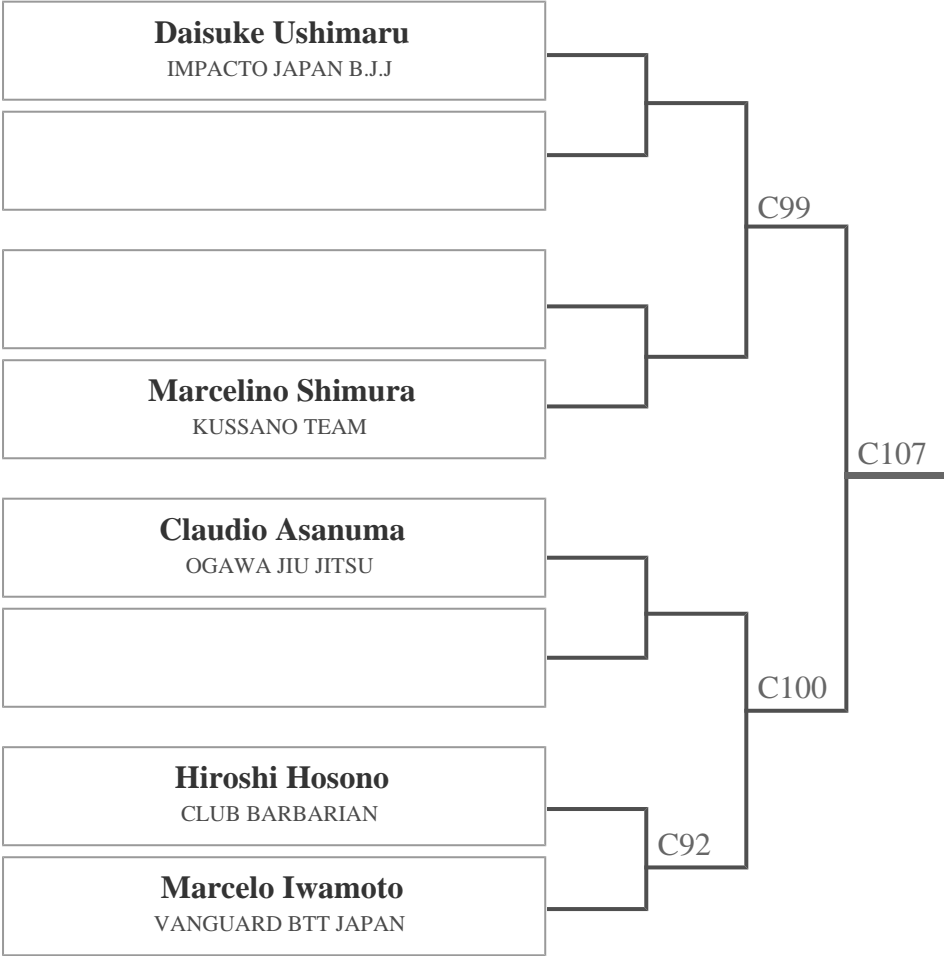 Daisuke Ushimaru
IMPACTO JAPAN B.J.J
C99
Marcelino Shimura
KUSSANO TEAM
C107
Claudio Asanuma
OGAWA JIU JITSU
C100
Hiroshi Hosono
CLUB BARBARIAN
C92
Marcelo Iwamoto
VANGUARD BTT JAPAN